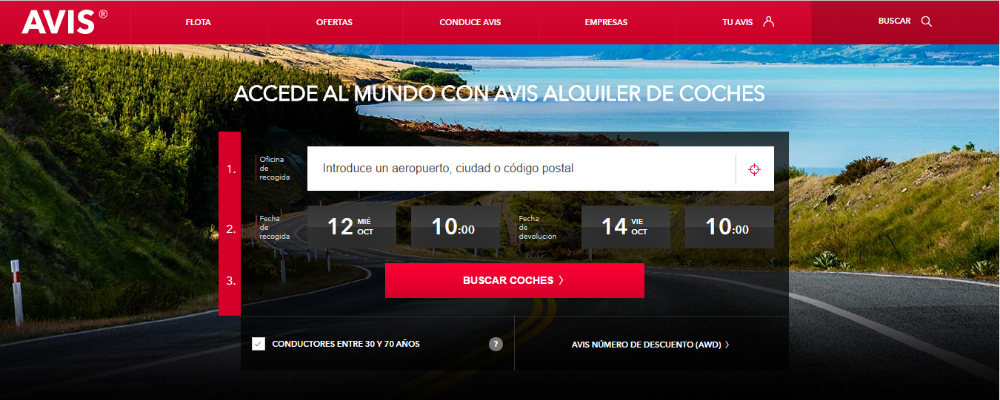 AVIS®
FLOTA
OFERTAS
CONDUCE AVIS
EMPRESAS
TU AVIS
BUSCAR
ACCEDE AL MUNDO CON AVIS ALQUILER DE COCHES
1.
Oficina
de
recogida
Introduce un aeropuerto, ciudad o código postal
2.
Fecha
de
recogida
12 MIÉ
OCT
10:00
Fecha
de
devolución
14 VIE
OCT
10:00
3.
BUSCAR COCHES
CONDUCTORES ENTRE 30 Y 70 AÑOS
?
AVIS NÚMERO DE DESCUENTO (AWD)